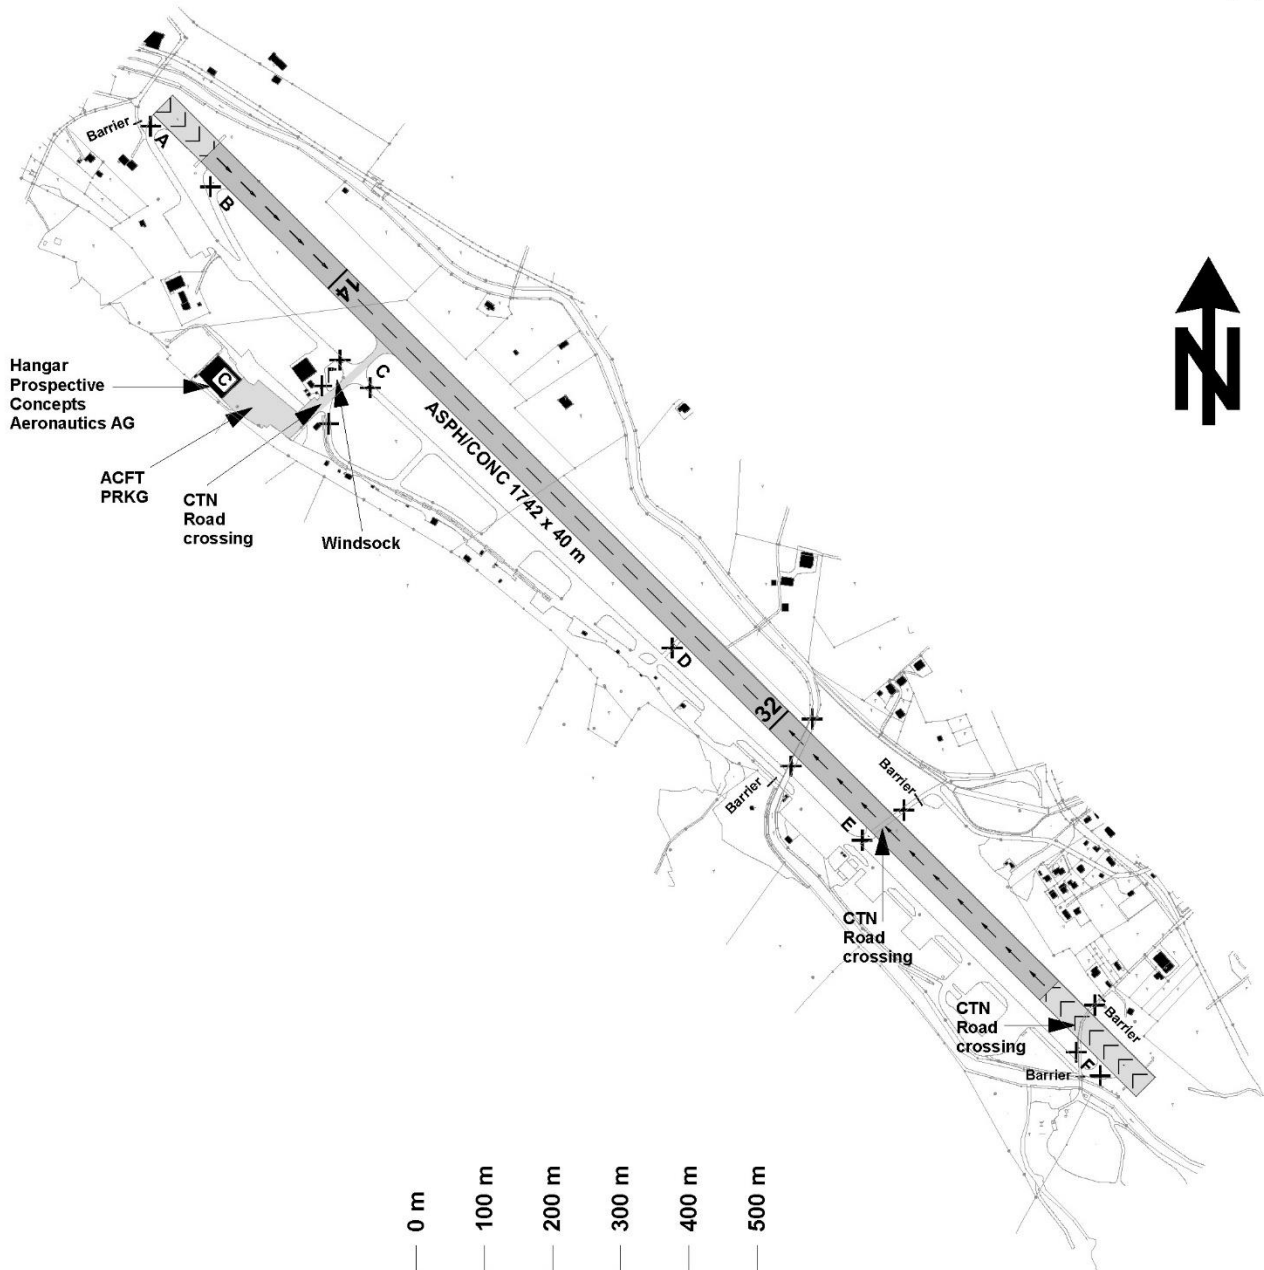 Barrier
A
B
14
N
Hangar
Prospective
Concepts
Aeronautics AG
C
C
ASPH/CONC 1742 x 40 m
ACFT
PRKG
CTN
Road
crossing
Windsock
D
32
Barrier
Barrier
E
CTN
Road
crossing
CTN
Road
crossing
Barrier
F
Barrier
0 m
100 m
200 m
300 m
400 m
500 m